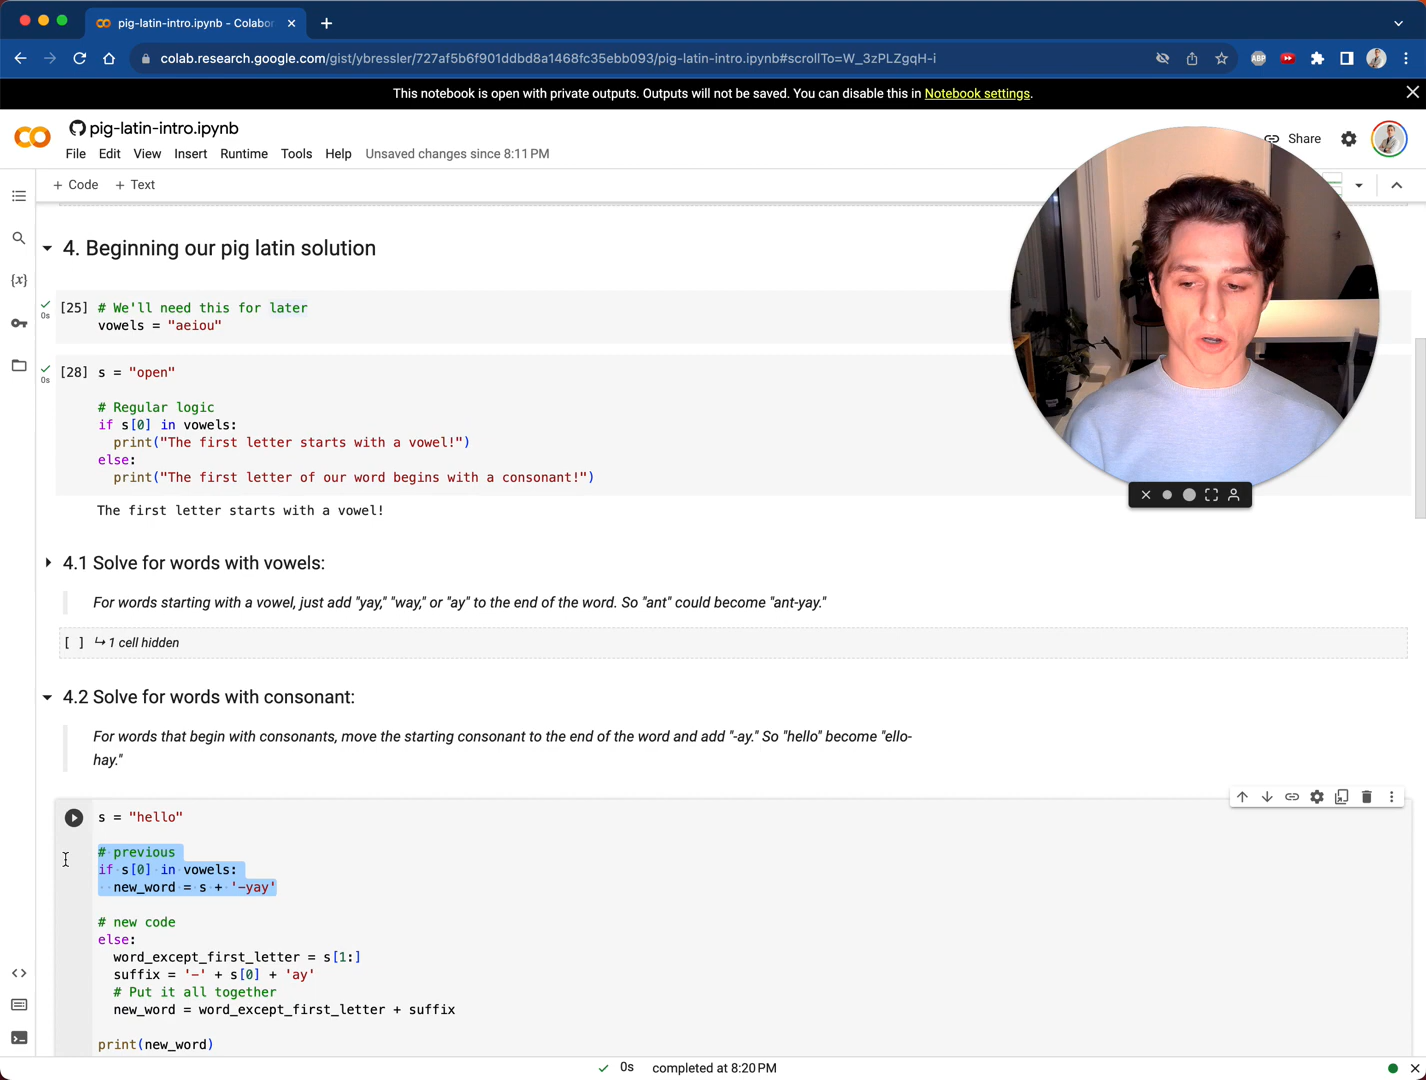 pig-latin-intro.ipynb - Colabor
colab.research.google.com/gist/ybressler/727af5b6f901ddbd8a1468fc35ebb093/pig-latin-intro.ipynb#scrollTo=W_3zPLZgqH-i
ABP
This notebook is open with private outputs. Outputs will not be saved. You can disable this in Notebook settings.
pig-latin-intro.ipynb
Share
File Edit View Insert Runtime Tools Help Unsaved changes since 8:11 PM
+ Code + Text
4. Beginning our pig latin solution
0s [25] # We'll need this for later
vowels = "aeiou"
0s [28] s = "open"
# Regular logic
if s[0] in vowels:
print("The first letter starts with a vowel!")
else:
print("The first letter of our word begins with a consonant!")
The first letter starts with a vowel!
4.1 Solve for words with vowels:
For words starting with a vowel, just add "yay," "way," or "ay" to the end of the word. So "ant" could become "ant-yay."
[ ] ↳ 1 cell hidden
4.2 Solve for words with consonant:
For words that begin with consonants, move the starting consonant to the end of the word and add "-ay." So "hello" become "ello-
hay."
s = "hello"
# previous
if s[0] in vowels:
new_word = s + '-yay'
# new code
else:
word_except_first_letter = s[1:]
suffix = '-' + s[0] + 'ay'
# Put it all together
new_word = word_except_first_letter + suffix
print(new_word)
0s completed at 8:20 PM